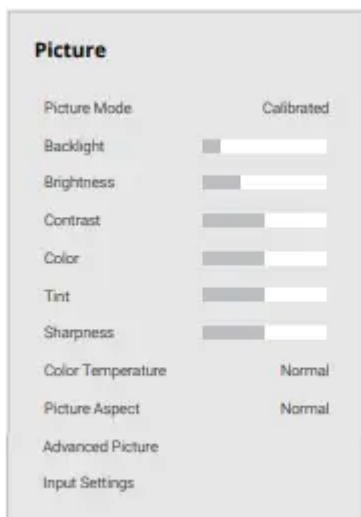 Picture
Picture Mode Calibrated
Backlight
Brightness
Contrast
Color
Tint
Sharpness
Color Temperature Normal
Picture Aspect Normal
Advanced Picture
Input Settings